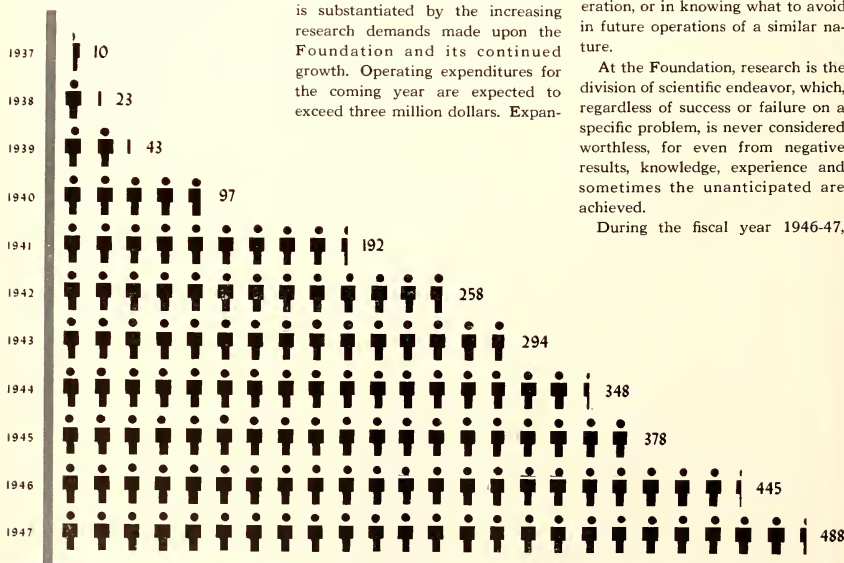 is substantiated by the increasing
research demands made upon the
Foundation and its continued
growth. Operating expenditures for
the coming year are expected to
exceed three million dollars. Expan-
eration, or in knowing what to avoid
in future operations of a similar na-
ture.
At the Foundation, research is the
division of scientific endeavor, which,
regardless of success or failure on a
specific problem, is never considered
worthless, for even from negative
results, knowledge, experience and
sometimes the unanticipated are
achieved.
During the fiscal year 1946-47,
1937 10
1938 23
1939 43
1940 97
1941 192
1942 258
1943 294
1944 348
1945 378
1946 445
1947 488